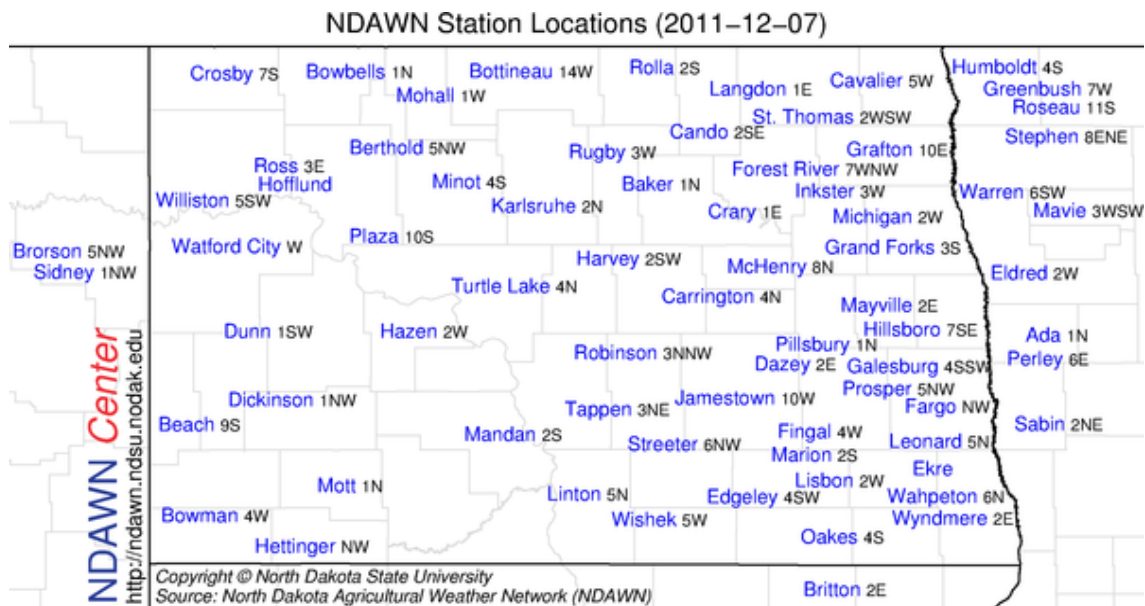 NDAWN Station Locations (2011−12−07)
Crosby 7S
Bowbells 1N
Bottineau 14W
Rolla 2S
Langdon 1E
Cavalier 5W
Humboldt 4S
Greenbush 7W
Mohall 1W
Roseau 11S
St. Thomas 2WSW
Cando 2SE
Stephen 8ENE
Berthold 5NW
Rugby 3W
Grafton 10E
Ross 3E
Forest River 7WNW
Hofflund
Minot 4S
Baker 1N
Inkster 3W
Warren 6SW
Williston 5SW
Karlsruhe 2N
Crary 1E
Michigan 2W
Mavie 3WSW
Plaza 10S
Brorson 5NW
Watford City W
Grand Forks 3S
Sidney 1NW
Harvey 2SW
McHenry 8N
Eldred 2W
Turtle Lake 4N
Carrington 4N
Mayville 2E
Dunn 1SW
Hazen 2W
Hillsboro 7SE
Ada 1N
Pillsbury 1N
Robinson 3NNW
Perley 6E
Dazey 2E
Galesburg 4SSW
Prosper 5NW
Dickinson 1NW
Jamestown 10W
Fargo NW
Tappen 3NE
Beach 9S
Sabin 2NE
Mandan 2S
Fingal 4W
Streeter 6NW
Leonard 5N
Marion 2S
Ekre
Lisbon 2W
Mott 1N
Linton 5N
Edgeley 4SW
Wahpeton 6N
Bowman 4W
Wishek 5W
Wyndmere 2E
Oakes 4S
Hettinger NW
Britton 2E
NDAWN Center
http://ndawn.ndsu.nodak.edu
Copyright © North Dakota State University
Source: North Dakota Agricultural Weather Network (NDAWN)